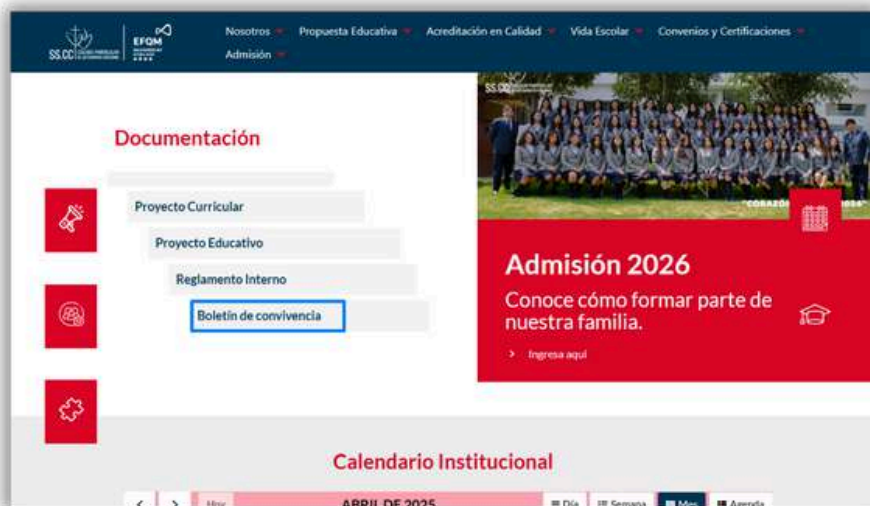 Nosotros
Propuesta Educativa
Acreditación en Calidad
Vida Escolar
Convenios y Certificaciones
Admisión
SS.CC
EFQM
SS.CC
Documentación
Proyecto Curricular
Proyecto Educativo
Reglamento Interno
Boletín de convivencia
Admisión 2026
Conoce cómo formar parte de
nuestra familia.
Ingresa aquí
Calendario Institucional
Hoy
ABRIL DE 2025
Día
Semana
Mes
Agenda